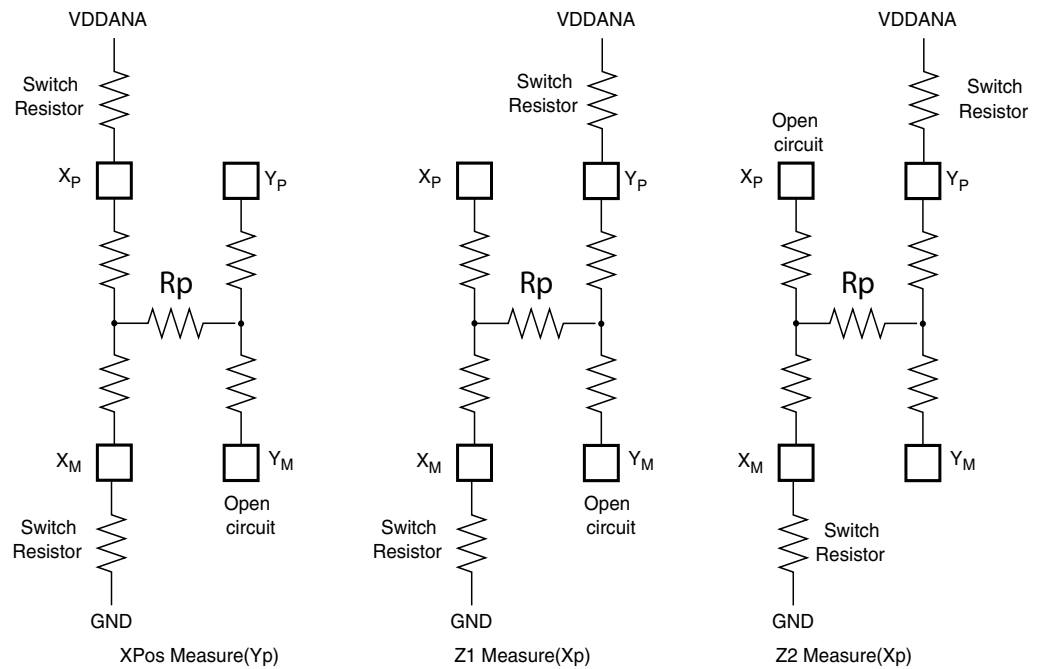 VDDANA
VDDANA
VDDANA
Switch
Resistor
Switch
Resistor
Switch
Resistor
Open
circuit
XP
YP
XP
YP
XP
YP
Rp
Rp
Rp
XM
YM
XM
YM
XM
YM
Open
circuit
Open
circuit
Switch
Resistor
Switch
Resistor
Switch
Resistor
GND
GND
GND
XPos Measure(Yp)
Z1 Measure(Xp)
Z2 Measure(Xp)